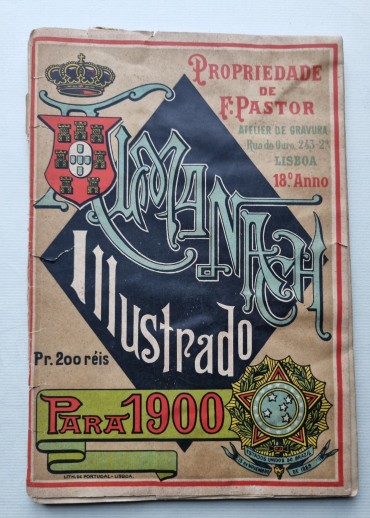 PROPRIEDADE
DE
F. PASTOR
ATELIER DE GRAVURA
Rua do Ouro, 243-2º
LISBOA
18.º Anno
ALMANACH
Illustrado
Pr. 200 réis
PARA 1900
ESTADOS UNIDOS DO BRAZIL
15 DE NOVEMBRO
DE 1889
LITH. DE PORTUGAL - LISBOA.